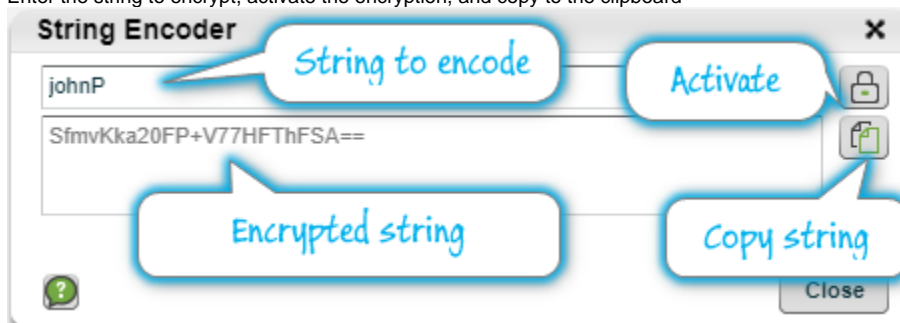 Enter the string to encrypt, activate the encryption, and copy to the clipboard
String Encoder
String to encode
johnP
Activate
SfmvKka20FP+V77HFThFSA==
Encrypted string
Copy string
Close